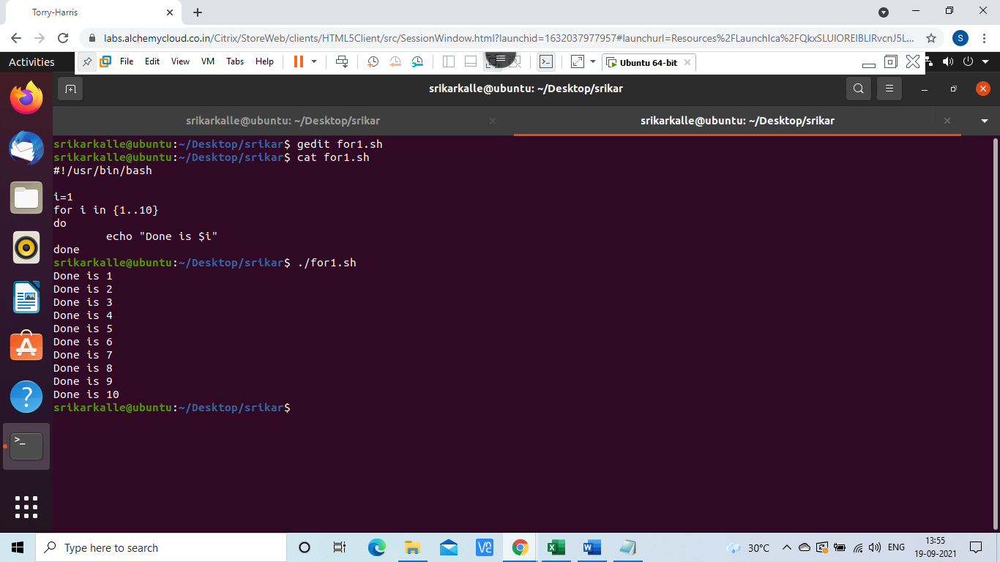 Torry-Harris
labs.alchemycloud.co.in/Citrix/StoreWeb/clients/HTML5Client/src/SessionWindow.html?launchid=1632037977957#launchurl=Resources%2FLaunchIca%2FQkxSLUlOREIBLIRvcnJ5L...
S
Activities
File Edit View VM Tabs Help
Ubuntu 64-bit
srikarkalle@ubuntu: ~/Desktop/srikar
srikarkalle@ubuntu: ~/Desktop/srikar
srikarkalle@ubuntu: ~/Desktop/srikar
srikarkalle@ubuntu:~/Desktop/srikar$ gedit for1.sh
srikarkalle@ubuntu:~/Desktop/srikar$ cat for1.sh
#!/usr/bin/bash
i=1
for i in {1..10}
do
echo "Done is $i"
done
srikarkalle@ubuntu:~/Desktop/srikar$ ./for1.sh
Done is 1
Done is 2
Done is 3
Done is 4
Done is 5
Done is 6
Done is 7
Done is 8
Done is 9
Done is 10
srikarkalle@ubuntu:~/Desktop/srikar$
Type here to search
30°C
ENG
13:55
19-09-2021